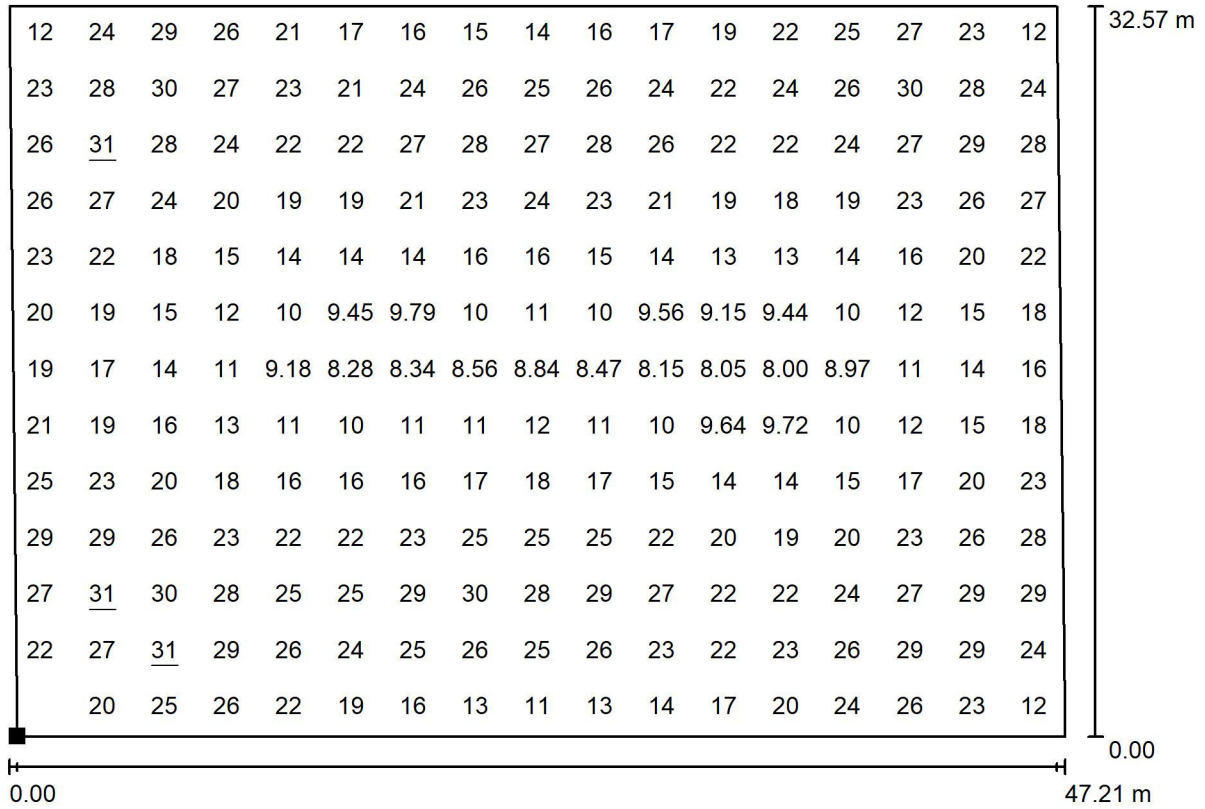 12 24 29 26 21 17 16 15 14 16 17 19 22 25 27 23 12 32.57 m
23 28 30 27 23 21 24 26 25 26 24 22 24 26 30 28 24
26 31 28 24 22 22 27 28 27 28 26 22 22 24 27 29 28
26 27 24 20 19 19 21 23 24 23 21 19 18 19 23 26 27
23 22 18 15 14 14 14 16 16 15 14 13 13 14 16 20 22
20 19 15 12 10 9.45 9.79 10 11 10 9.56 9.15 9.44 10 12 15 18
19 17 14 11 9.18 8.28 8.34 8.56 8.84 8.47 8.15 8.05 8.00 8.97 11 14 16
21 19 16 13 11 10 11 11 12 11 10 9.64 9.72 10 12 15 18
25 23 20 18 16 16 16 17 18 17 15 14 14 15 17 20 23
29 29 26 23 22 22 23 25 25 25 22 20 19 20 23 26 28
27 31 30 28 25 25 29 30 28 29 27 22 22 24 27 29 29
22 27 31 29 26 24 25 26 25 26 23 22 23 26 29 29 24
20 25 26 22 19 16 13 11 13 14 17 20 24 26 23 12
0.00
0.00 47.21 m